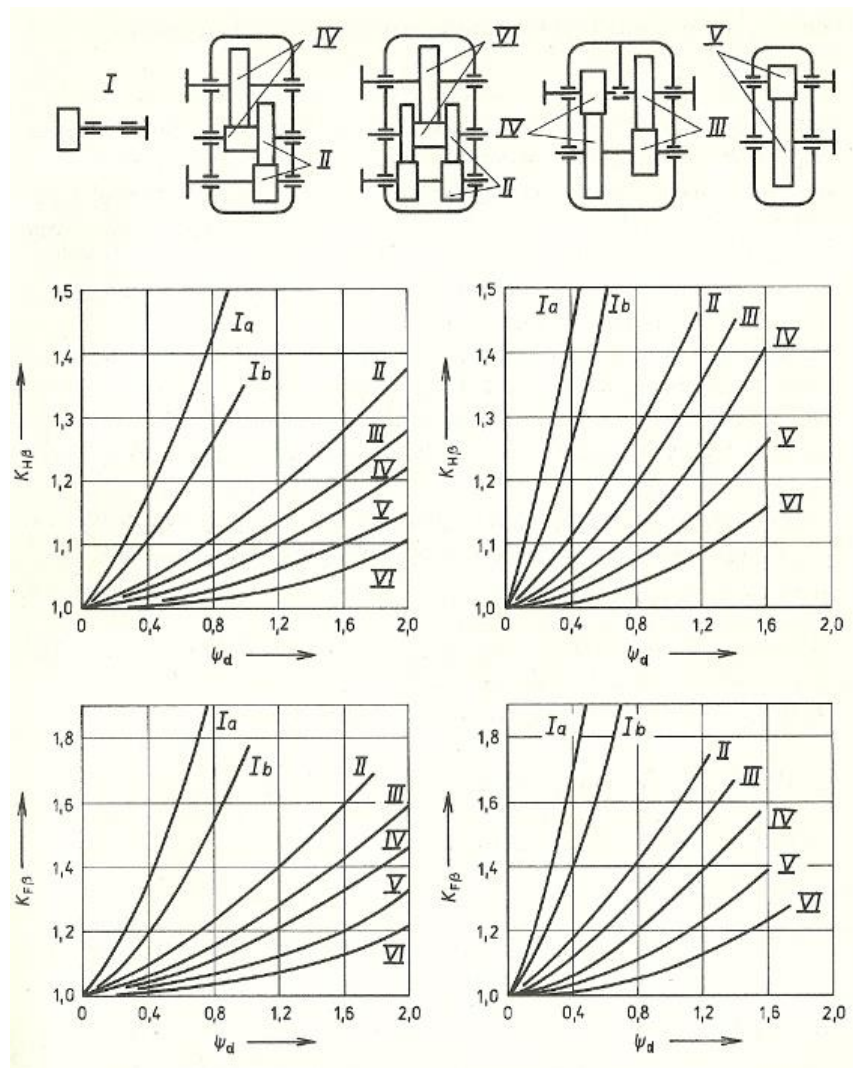 I IV VI V
IV III
II II
1,5 1,5
Ia Ib II III
Ia IV
1,4 Ib II 1,4
K_Hβ 1,3 III K_Hβ 1,3
IV V
1,2 1,2
V VI
1,1 1,1
VI
1,0 1,0
0 0,4 0,8 1,2 1,6 2,0 0 0,4 0,8 1,2 1,6 2,0
ψd ψd
1,8 Ia 1,8 Ia Ib II
Ib II III
1,6 III 1,6 IV
K_Fβ 1,4 IV K_Fβ 1,4 V
V VI
1,2 1,2
VI
1,0 1,0
0 0,4 0,8 1,2 1,6 2,0 0 0,4 0,8 1,2 1,6 2,0
ψd ψd